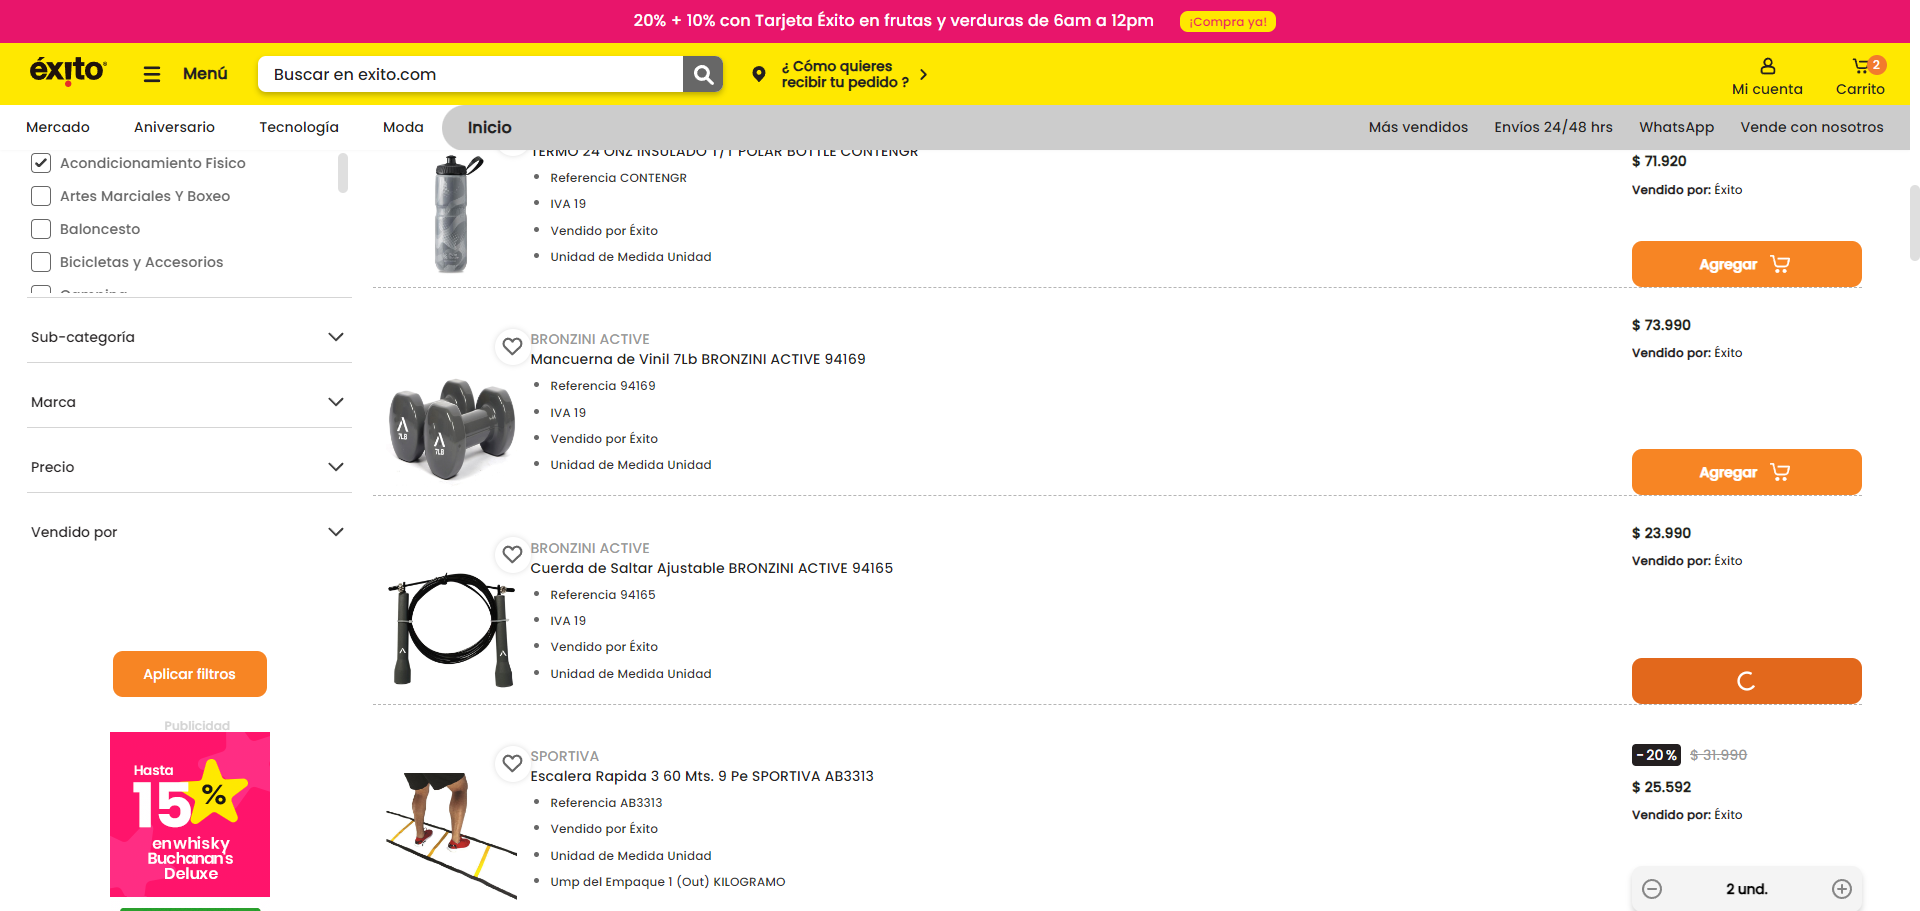 20% + 10% con Tarjeta Éxito en frutas y verduras de 6am a 12pm
¡Compra ya!
éxito
Menú
Buscar en exito.com
¿ Cómo quieres
recibir tu pedido ?
Mi cuenta
2
Carrito
Mercado
Aniversario
Tecnología
Moda
Inicio
Más vendidos
Envíos 24/48 hrs
WhatsApp
Vende con nosotros
Acondicionamiento Fisico
Artes Marciales Y Boxeo
Baloncesto
Bicicletas y Accesorios
Sub-categoría
Marca
Precio
Vendido por
Aplicar filtros
Publicidad
Hasta
15%
en whisky
Buchanan's
Deluxe
TERMO 24 ONZ INSULADO 1/1 POLAR BOTTLE CONTENGR
Referencia CONTENGR
IVA 19
Vendido por Éxito
Unidad de Medida Unidad
$ 71.920
Vendido por: Éxito
Agregar
BRONZINI ACTIVE
Mancuerna de Vinil 7Lb BRONZINI ACTIVE 94169
Referencia 94169
IVA 19
Vendido por Éxito
Unidad de Medida Unidad
7LB
7LB
$ 73.990
Vendido por: Éxito
Agregar
BRONZINI ACTIVE
Cuerda de Saltar Ajustable BRONZINI ACTIVE 94165
Referencia 94165
IVA 19
Vendido por Éxito
Unidad de Medida Unidad
$ 23.990
Vendido por: Éxito
SPORTIVA
Escalera Rapida 3 60 Mts. 9 Pe SPORTIVA AB3313
Referencia AB3313
Vendido por Éxito
Unidad de Medida Unidad
Ump del Empaque 1 (Out) KILOGRAMO
-20% $ 31.990
$ 25.592
Vendido por: Éxito
2 und.